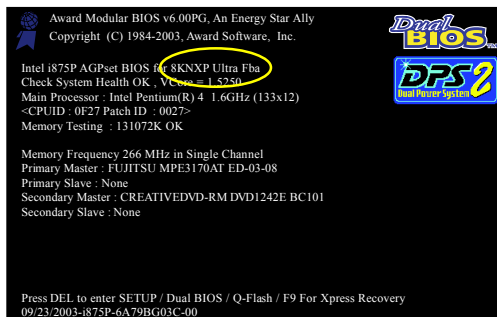 Award Modular BIOS v6.00PG, An Energy Star Ally
Copyright (C) 1984-2003, Award Software, Inc.
Dual
BIOS
Intel i875P AGPset BIOS for 8KNXP Ultra Fba
Check System Health OK , VCore = 1.5250
Main Processor : Intel Pentium(R) 4 1.6GHz (133x12)
<CPUID : 0F27 Patch ID : 0027>
Memory Testing : 131072K OK
DPS2
Dual Power System
Memory Frequency 266 MHz in Single Channel
Primary Master : FUJITSU MPE3170AT ED-03-08
Primary Slave : None
Secondary Master : CREATIVEDVD-RM DVD1242E BC101
Secondary Slave : None
Press DEL to enter SETUP / Dual BIOS / Q-Flash / F9 For Xpress Recovery
09/23/2003-i875P-6A79BG03C-00